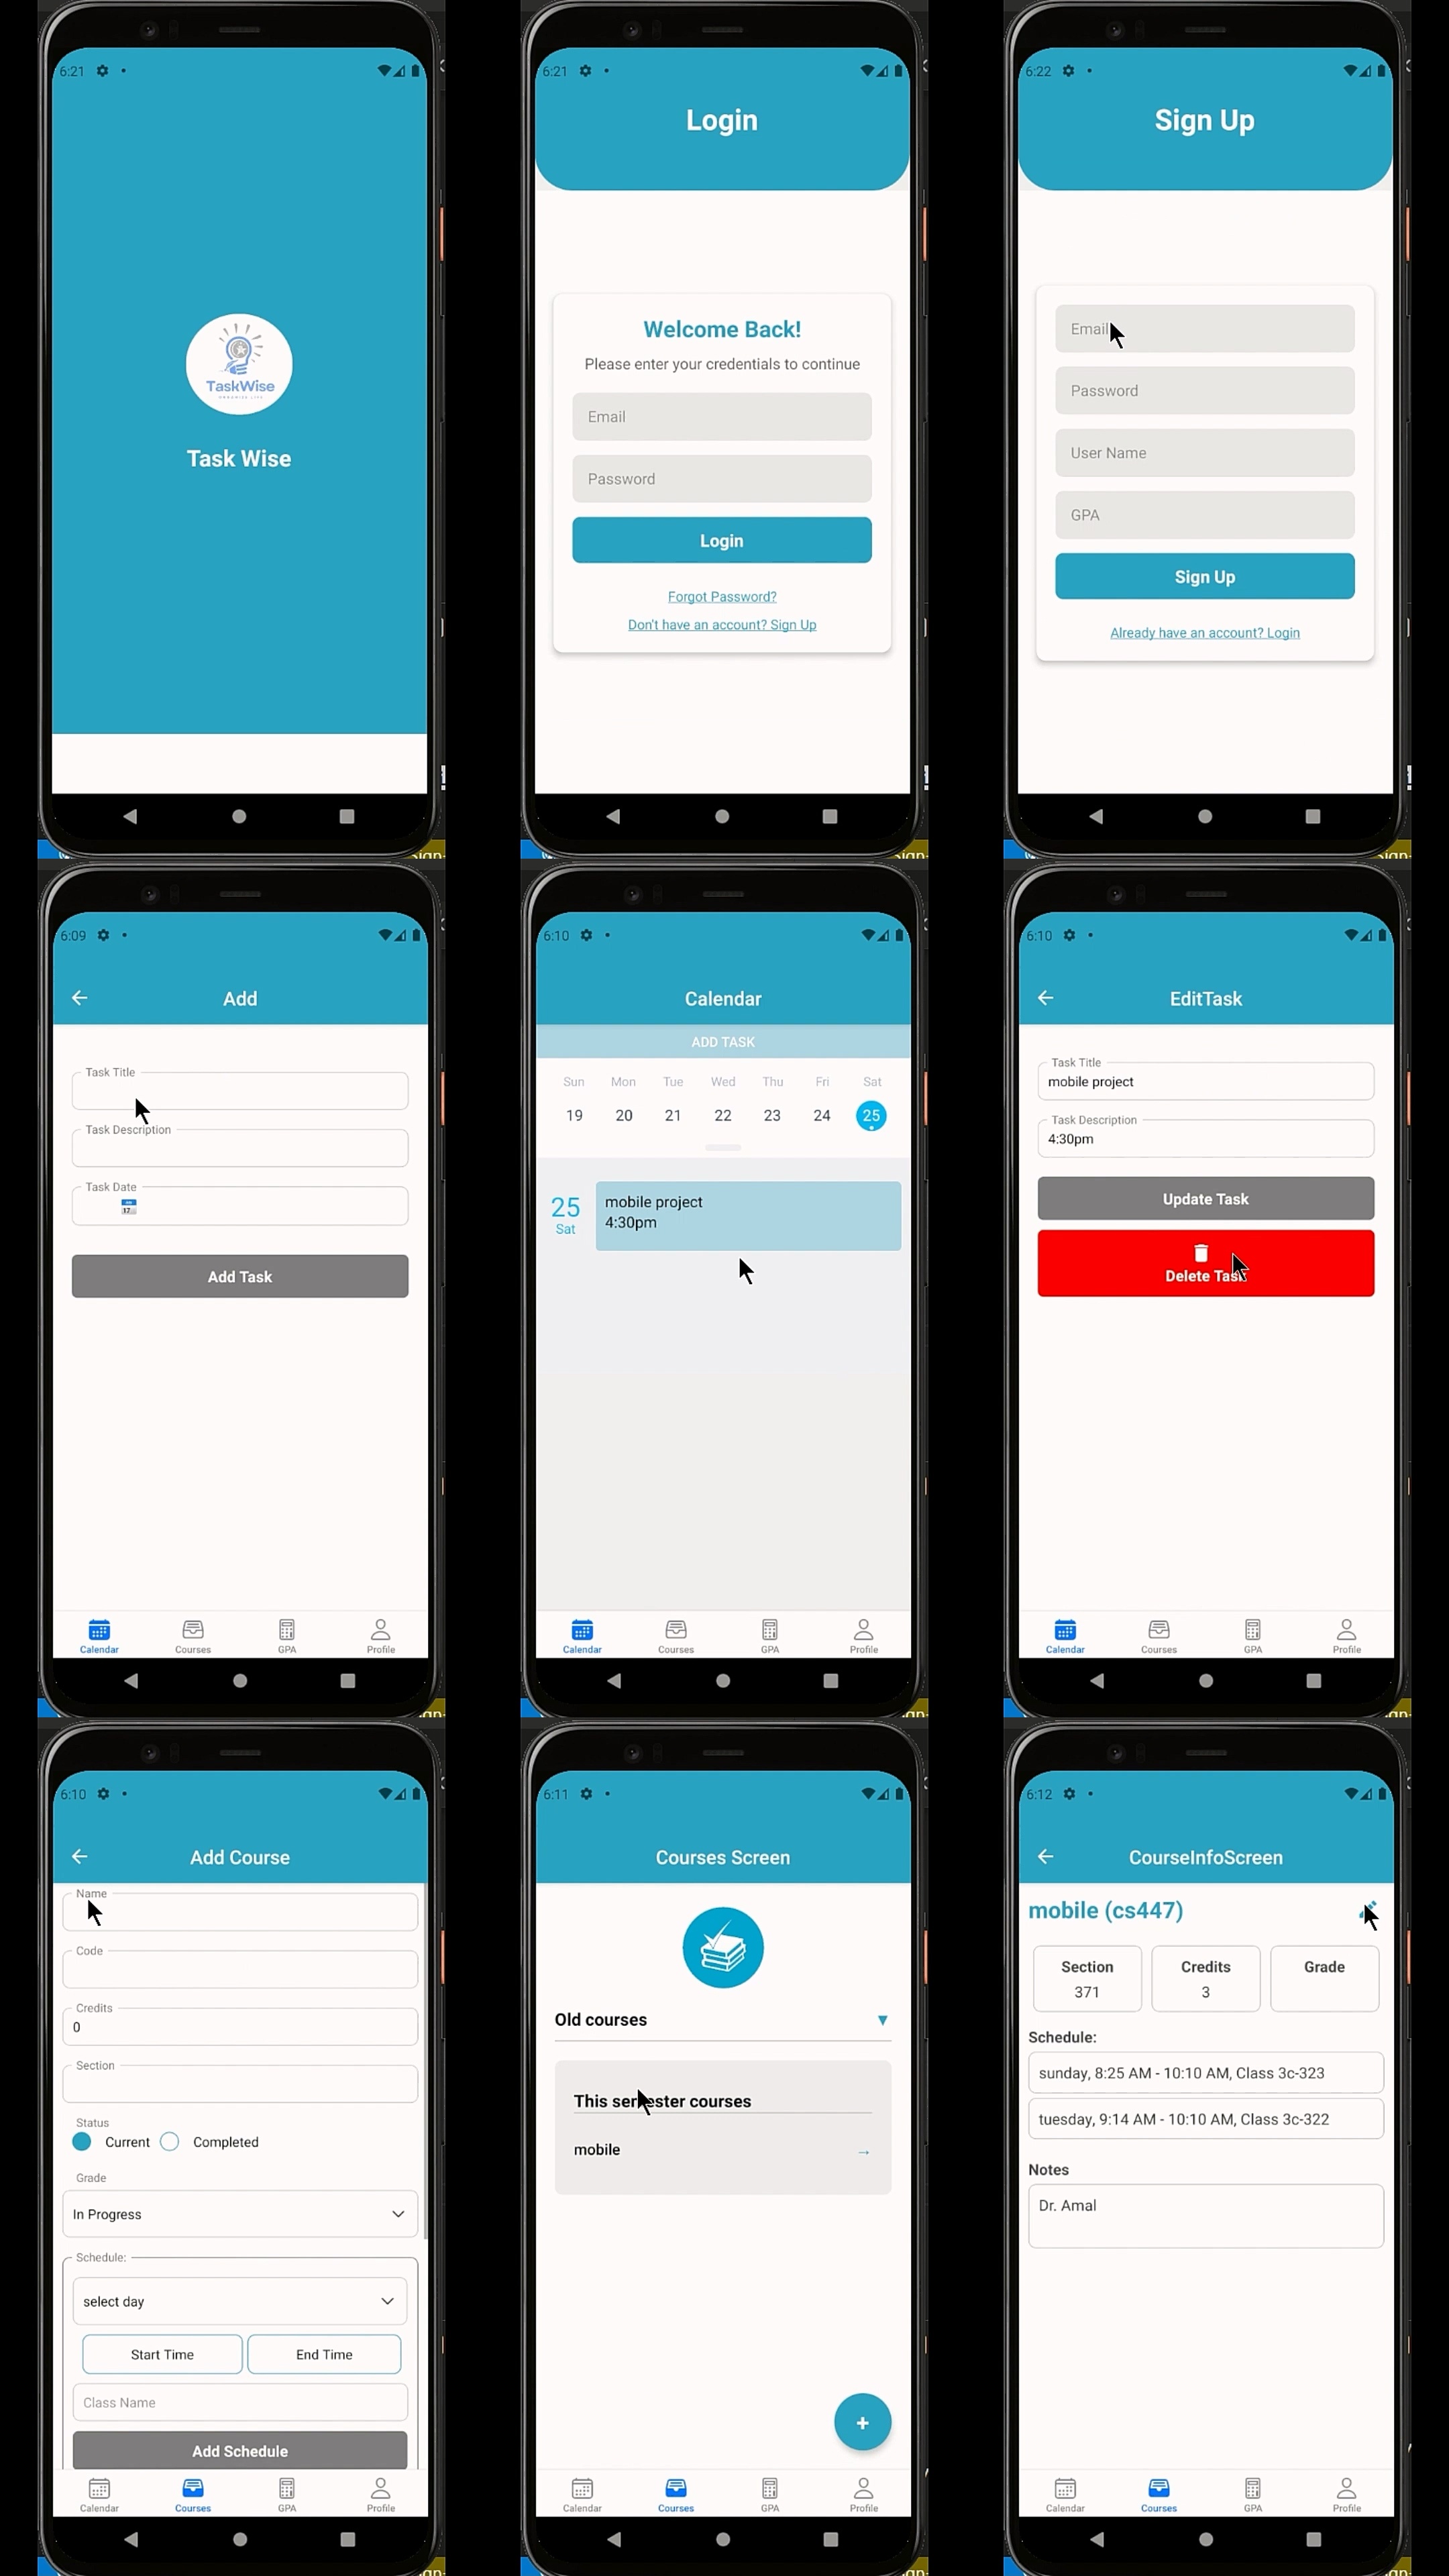 6:21
TaskWise
Task Wise
6:21
Login
Welcome Back!
Please enter your credentials to continue
Email
Password
Login
Forgot Password?
Don't have an account? Sign Up
6:22
Sign Up
Email
Password
User Name
GPA
Sign Up
Already have an account? Login
6:09
Add
Task Title
Task Description
Task Date
Add Task
Calendar Courses GPA Profile
6:10
Calendar
ADD TASK
Sun Mon Tue Wed Thu Fri Sat
19 20 21 22 23 24 25
25 mobile project
Sat 4:30pm
Calendar Courses GPA Profile
6:10
EditTask
Task Title
mobile project
Task Description
4:30pm
Update Task
Delete Task
Calendar Courses GPA Profile
6:10
Add Course
Name
Code
Credits
0
Section
Status
Current Completed
Grade
In Progress
Schedule:
select day
Start Time End Time
Class Name
Add Schedule
Calendar Courses GPA Profile
6:11
Courses Screen
Old courses
This semester courses
mobile →
+
Calendar Courses GPA Profile
6:12
CourseInfoScreen
mobile (cs447)
Section Credits Grade
371 3
Schedule:
sunday, 8:25 AM - 10:10 AM, Class 3c-323
tuesday, 9:14 AM - 10:10 AM, Class 3c-322
Notes
Dr. Amal
Calendar Courses GPA Profile